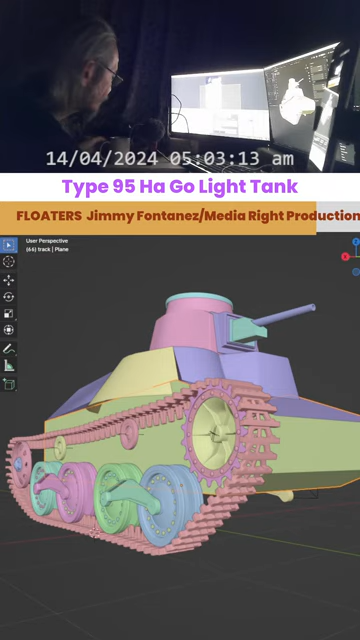 14/04/2024 05:03:13 am
Type 95 Ha Go Light Tank
FLOATERS Jimmy Fontanez/Media Right Production
User Perspective
(66) track | Plane